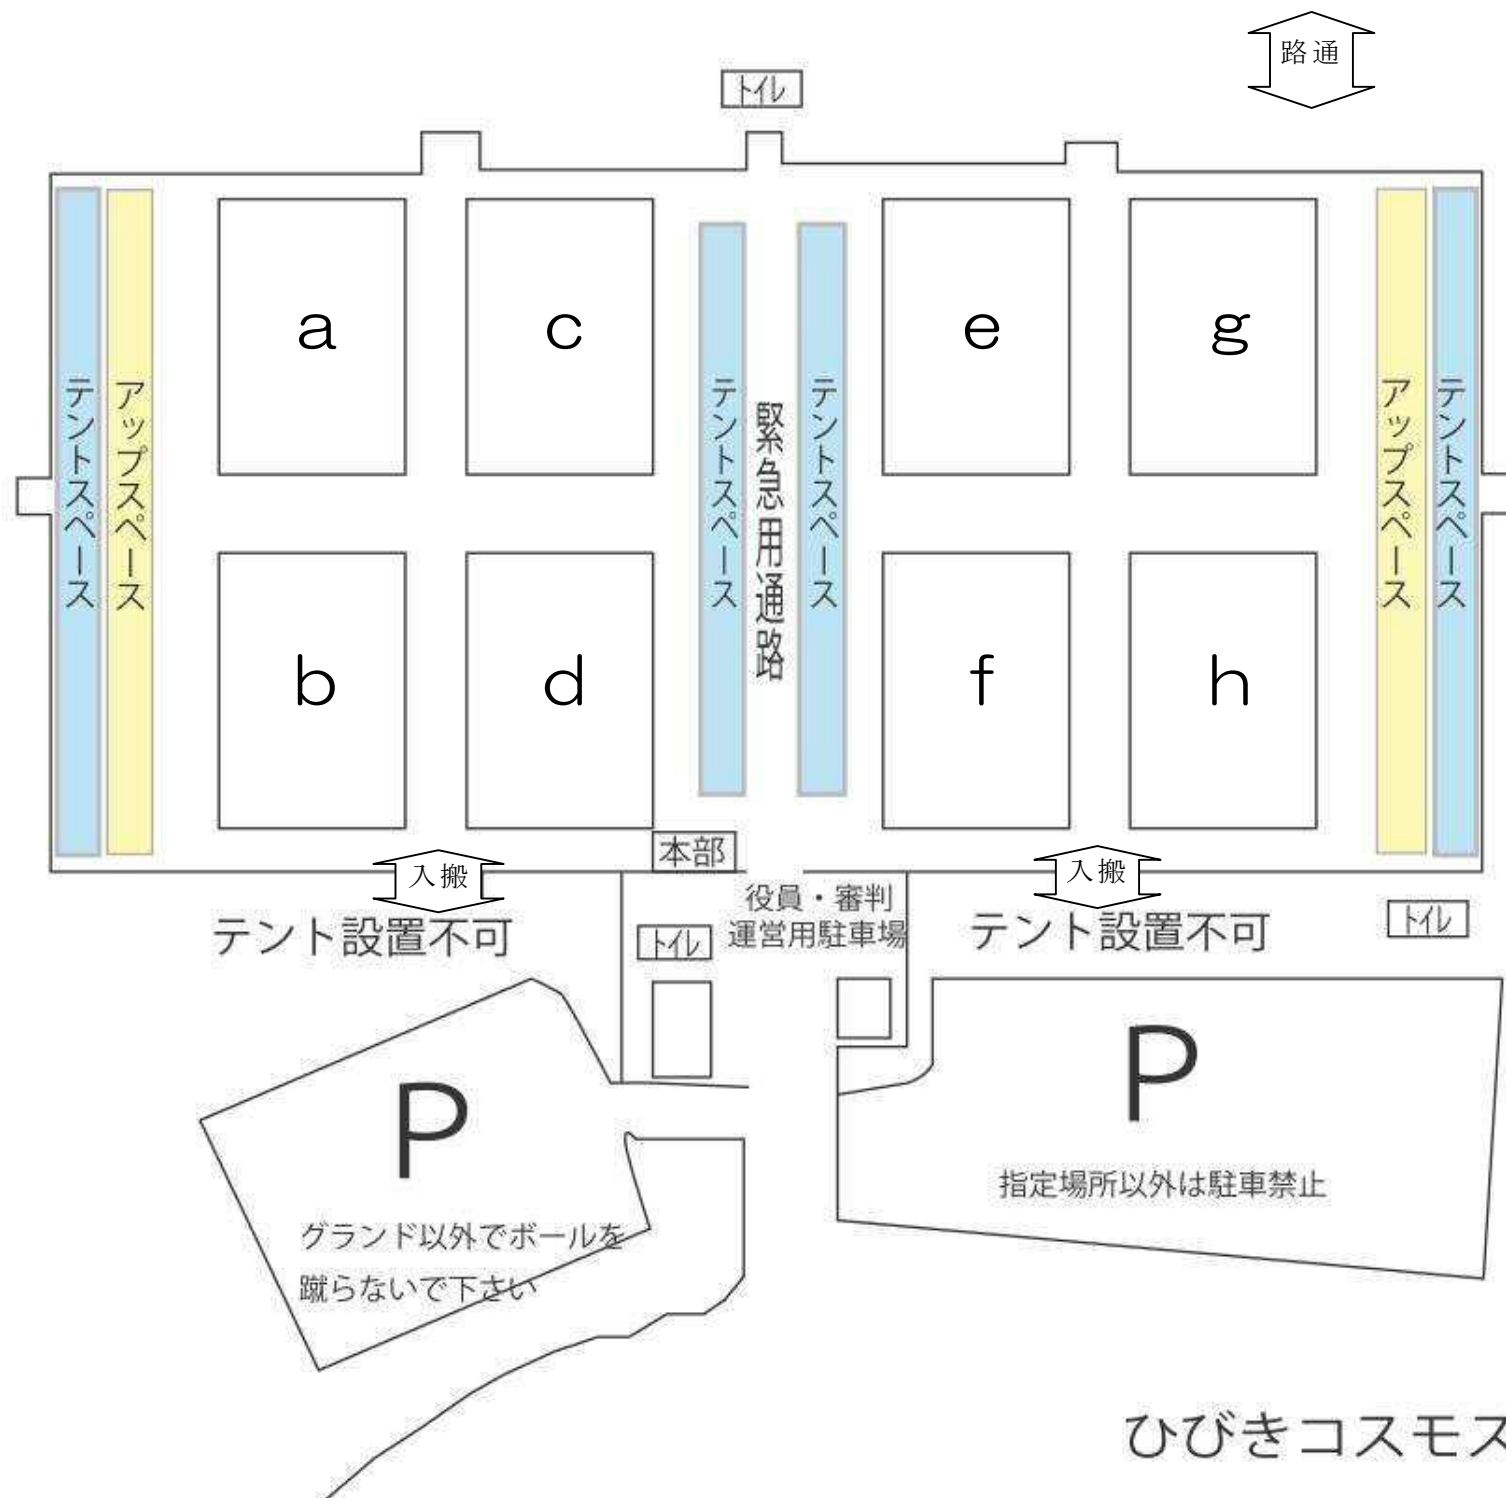 路通
トイレ
a
c
e
g
テントスペース
アップスペース
テントスペース
緊急用通路
テントスペース
アップスペース
テントスペース
b
d
f
h
本部
入搬
入搬
役員・審判
運営用駐車場
テント設置不可
トイレ
テント設置不可
トイレ
P
P
指定場所以外は駐車禁止
グランド以外でボールを
蹴らないで下さい
ひびきコスモス